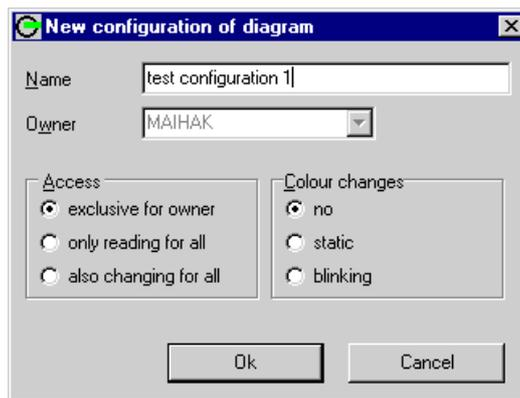 New configuration of diagram
Name test configuration 1
Owner MAIHAK
Access
exclusive for owner
only reading for all
also changing for all
Colour changes
no
static
blinking
Ok Cancel